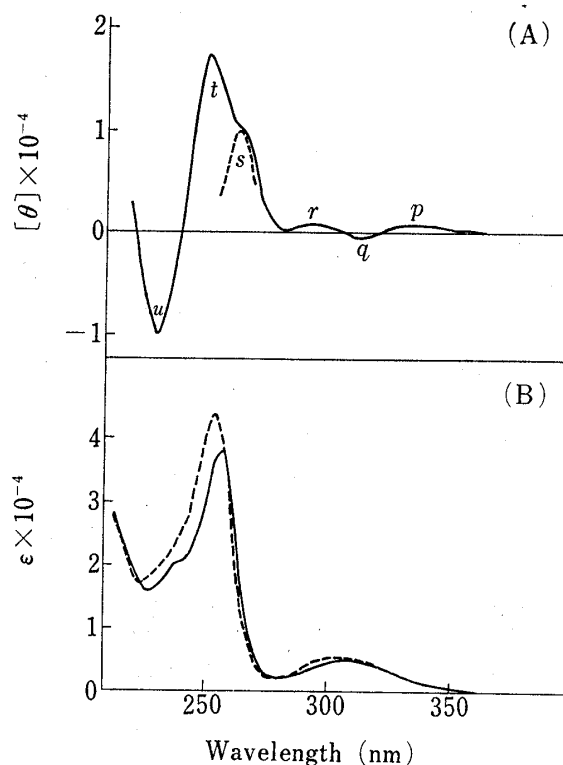 (A)
[θ]×10⁻⁴
2
1
0
−1
t
s
r
p
q
u
(B)
ε×10⁻⁴
4
3
2
1
0
250
300
350
Wavelength (nm)